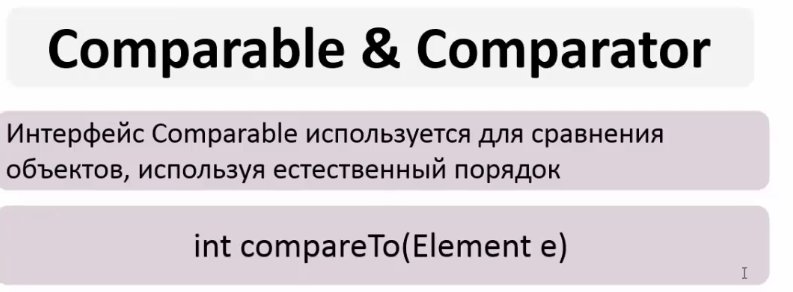 Comparable & Comparator
Интерфейс Comparable используется для сравнения
объектов, используя естественный порядок
int compareTo(Element e)